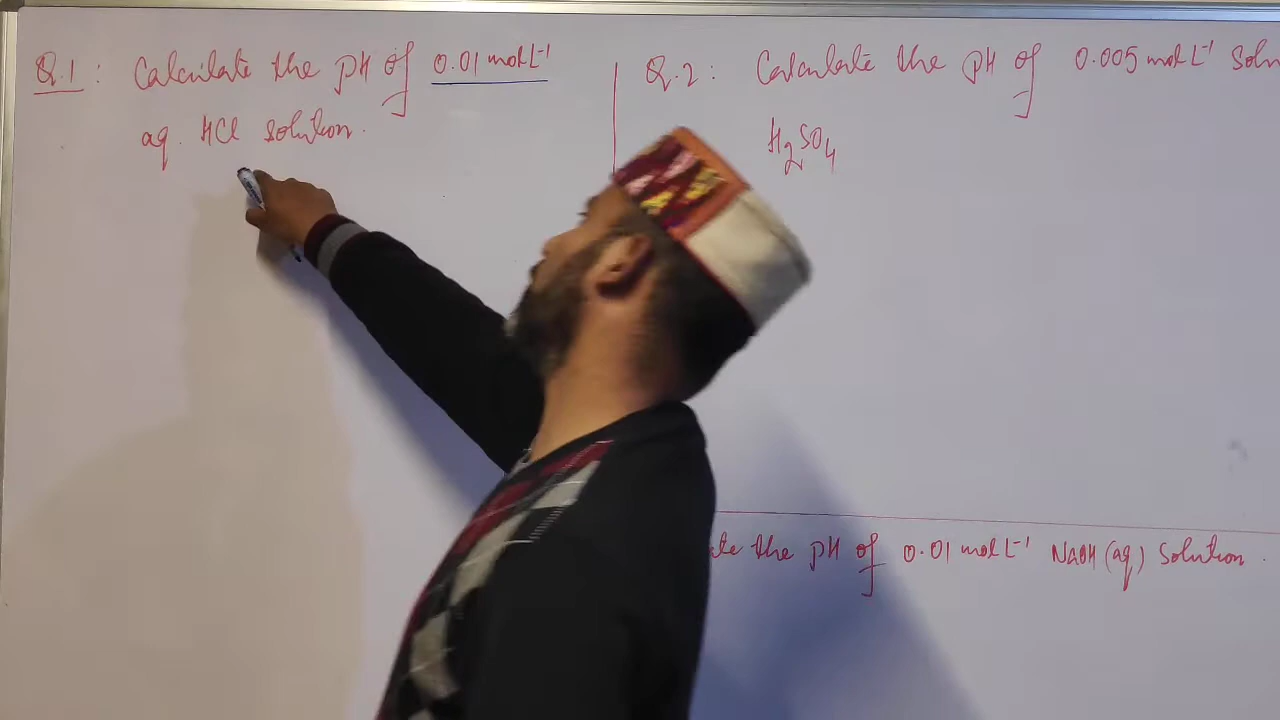 Q.1 : Calculate the pH of 0.01 mol L⁻¹
aq. HCl solution.
Q.2 : Calculate the pH of 0.005 mol L⁻¹ Soln
H₂SO₄
the pH of 0.01 mol L⁻¹ NaOH (aq) Solution.